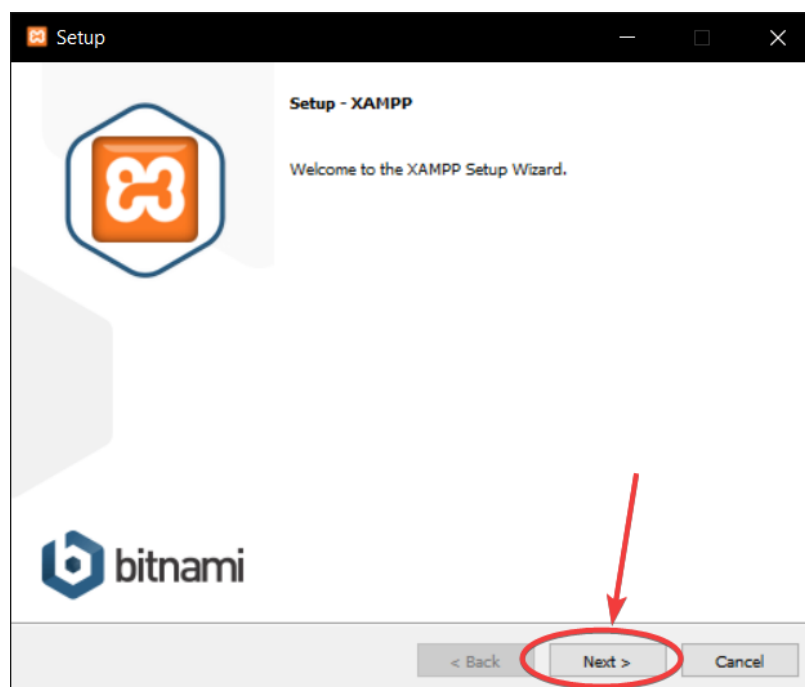 Setup
Setup - XAMPP
Welcome to the XAMPP Setup Wizard.
bitnami
< Back
Next >
Cancel